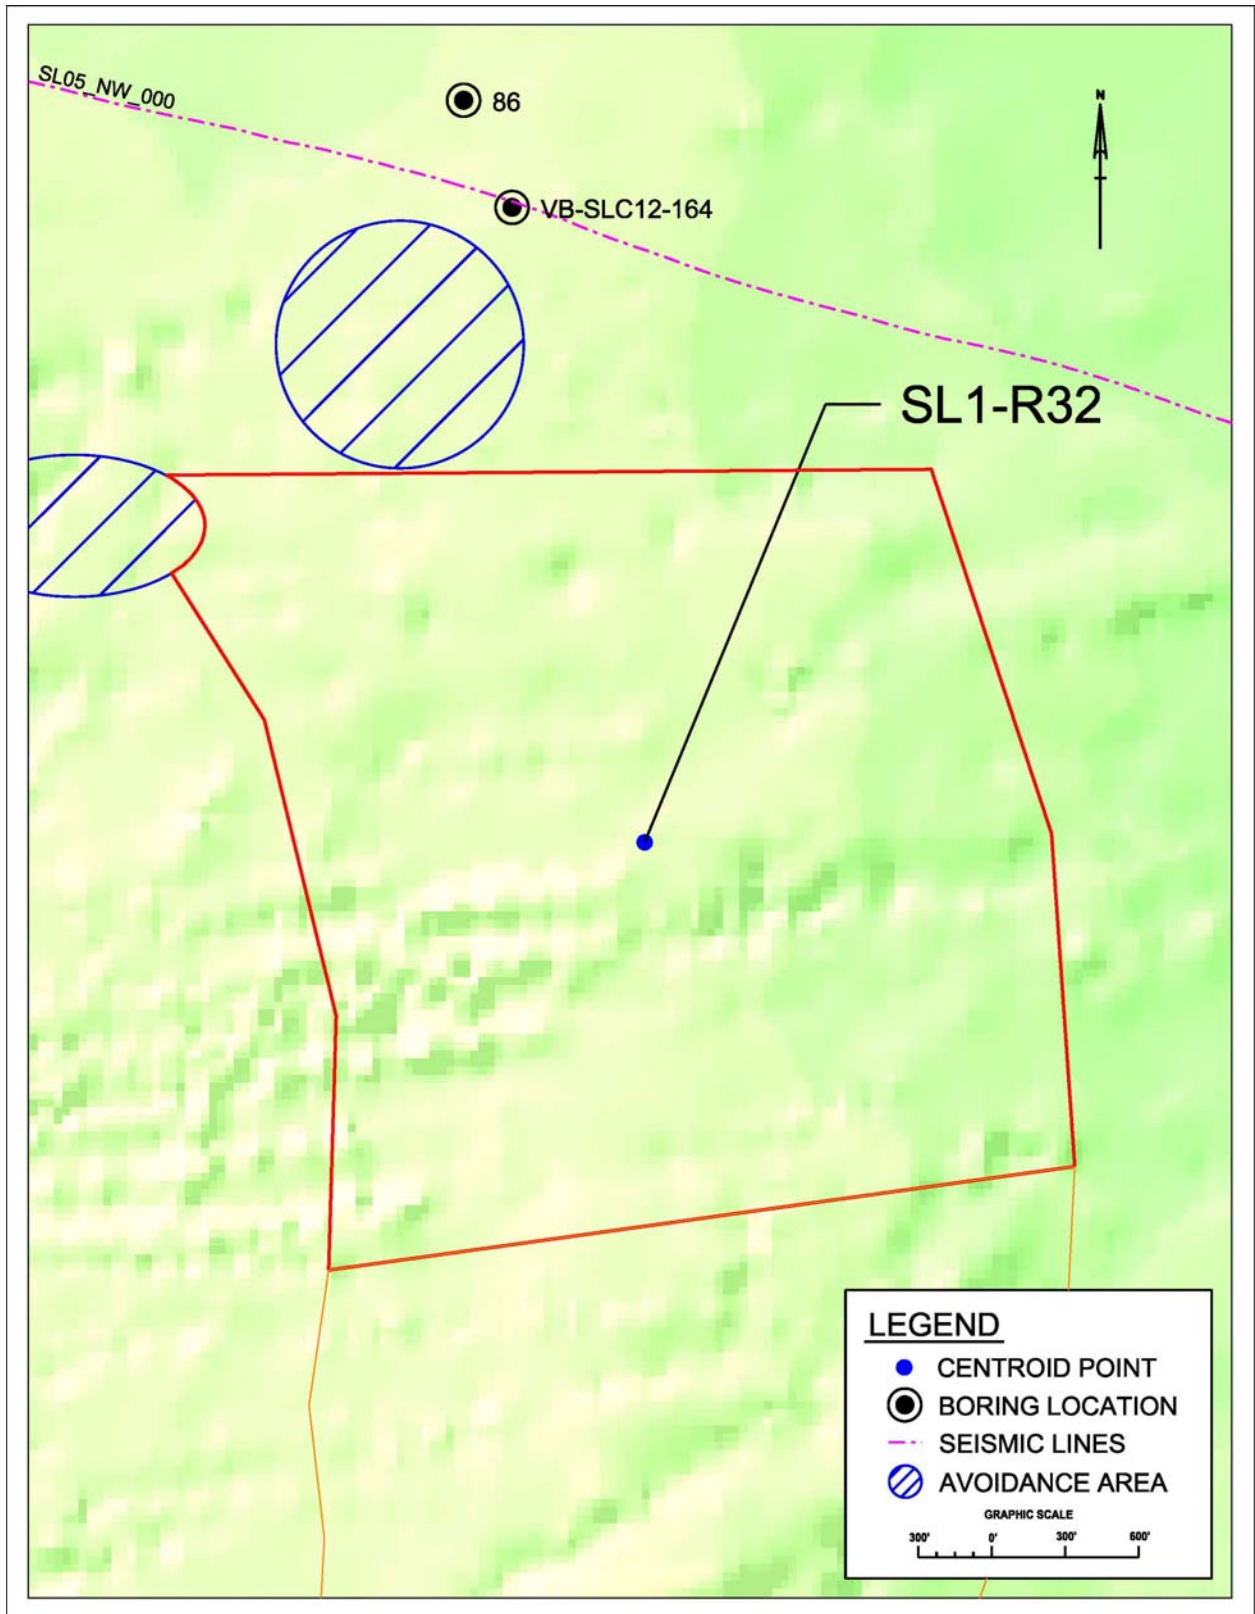 SL05_NW_000
86
N
VB-SLC12-164
SL1-R32
LEGEND
CENTROID POINT
BORING LOCATION
SEISMIC LINES
AVOIDANCE AREA
GRAPHIC SCALE
300' 0' 300' 600'